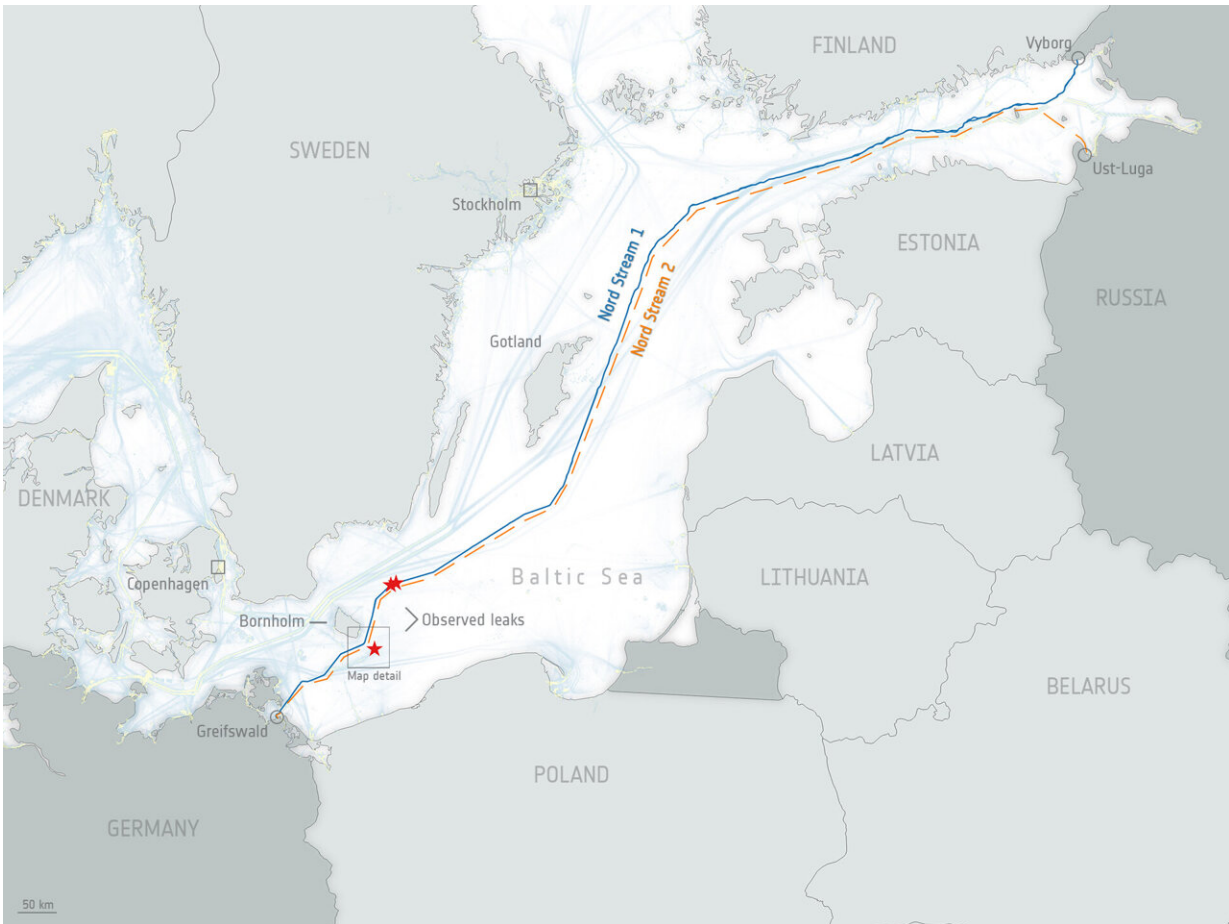 FINLAND
Vyborg
SWEDEN
Stockholm
Ust-Luga
ESTONIA
Nord Stream 1
Nord Stream 2
RUSSIA
Gotland
LATVIA
DENMARK
Copenhagen
Baltic Sea
LITHUANIA
Bornholm
Observed leaks
Map detail
BELARUS
Greifswald
POLAND
GERMANY
50 km